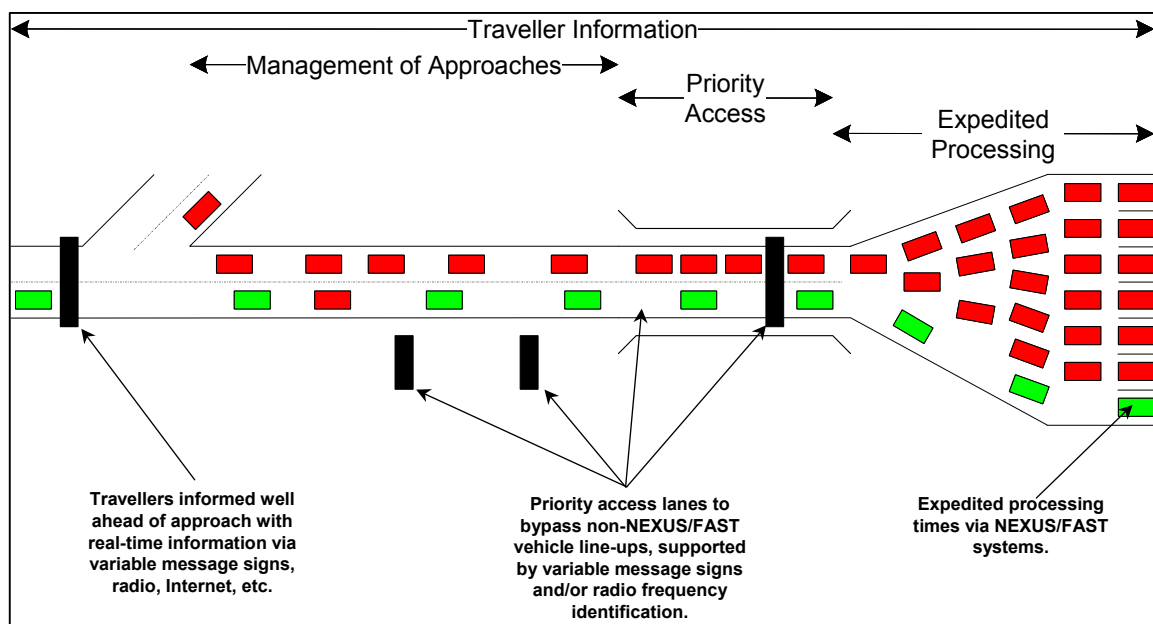 Traveller Information
Management of Approaches
Priority
Access
Expedited
Processing
Travellers informed well
ahead of approach with
real-time information via
variable message signs,
radio, Internet, etc.
Priority access lanes to
bypass non-NEXUS/FAST
vehicle line-ups, supported
by variable message signs
and/or radio frequency
identification.
Expedited processing
times via NEXUS/FAST
systems.